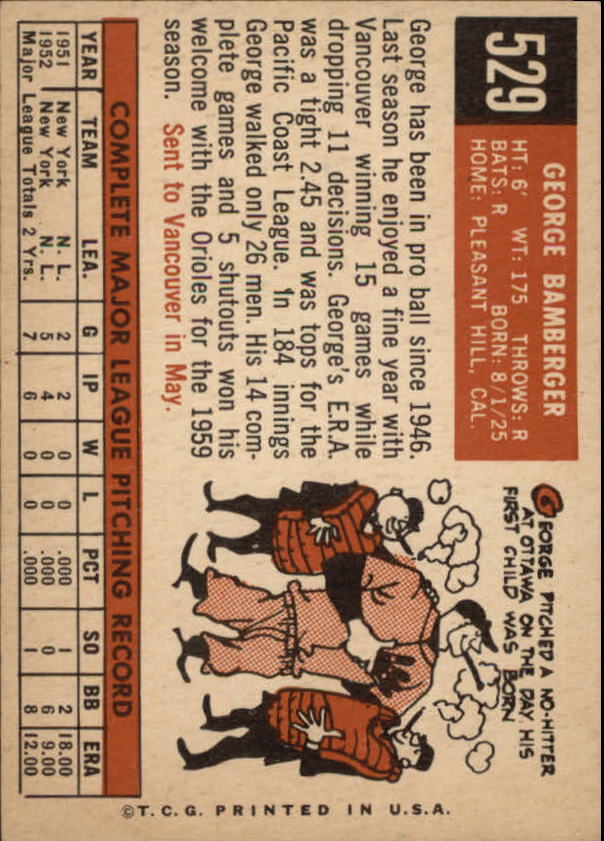 529
GEORGE BAMBERGER
HT: 6' WT: 175 THROWS: R
BATS: R BORN: 8/1/25
HOME: PLEASANT HILL, CAL.
George has been in pro ball since 1946.
Last season he enjoyed a fine year with
Vancouver winning 15 games while
dropping 11 decisions. George's E.R.A.
was a tight 2.45 and was tops for the
Pacific Coast League. In 184 innings
George walked only 26 men. His 14 com-
plete games and 5 shutouts won his
welcome with the Orioles for the 1959
season. Sent to Vancouver in May.
GEORGE PITCHED A NO-HITTER
AT OTTAWA ON THE DAY HIS
FIRST CHILD WAS BORN
COMPLETE MAJOR LEAGUE PITCHING RECORD
YEAR TEAM LEA. G IP W L PCT SO BB ERA
1951 New York N. L. 2 2 0 0 .000 1 2 18.00
1952 New York N. L. 5 4 0 0 .000 0 6 9.00
Major League Totals 2 Yrs. 7 6 0 0 .000 1 8 12.00
©T.C.G. PRINTED IN U.S.A.